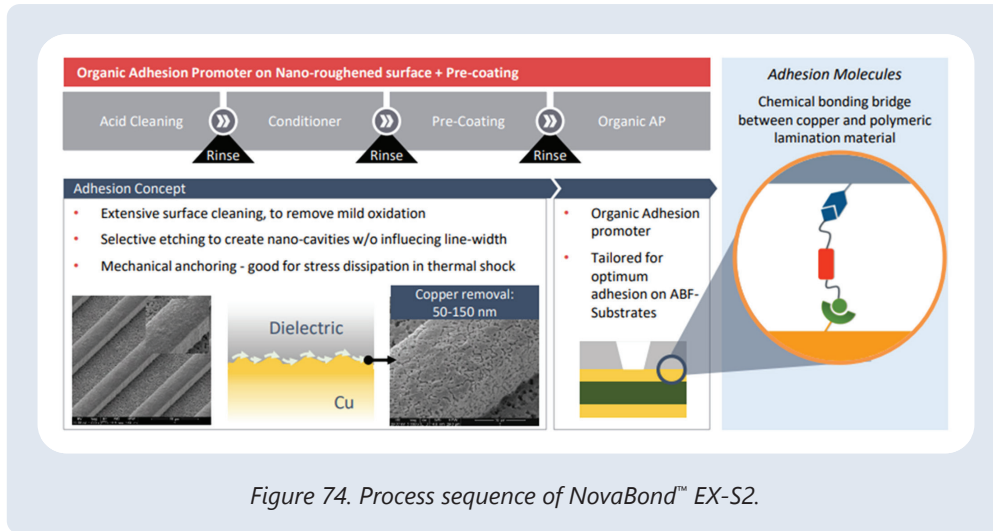 Organic Adhesion Promoter on Nano-roughened surface + Pre-coating
Acid Cleaning
Conditioner
Pre-Coating
Organic AP
Rinse
Rinse
Rinse
Adhesion Concept
• Extensive surface cleaning, to remove mild oxidation
• Selective etching to create nano-cavities w/o influecing line-width
• Mechanical anchoring - good for stress dissipation in thermal shock
Dielectric
Cu
Copper removal:
50-150 nm
• Organic Adhesion
promoter
• Tailored for
optimum
adhesion on ABF-
Substrates
Adhesion Molecules
Chemical bonding bridge
between copper and polymeric
lamination material
Figure 74. Process sequence of NovaBond™ EX-S2.